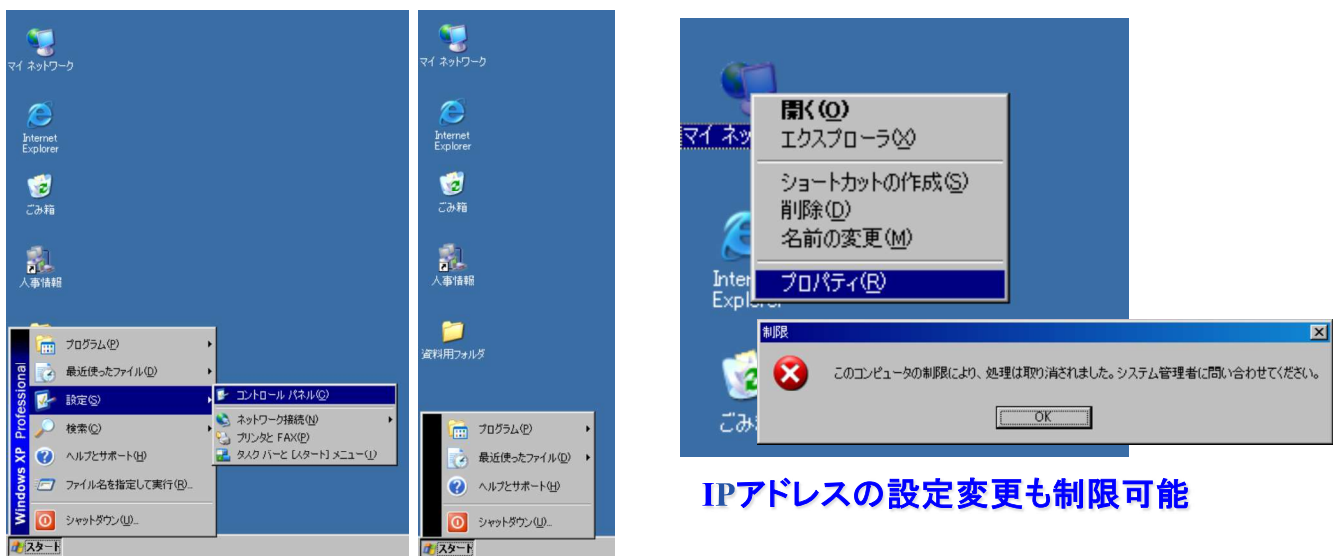 マイ ネットワーク
Internet
Explorer
ごみ箱
人事情報
Windows XP Professional
プログラム(P)
最近使ったファイル(D)
設定(S)
検索(C)
ヘルプとサポート(H)
ファイル名を指定して実行(R)...
シャットダウン(U)...
コントロール パネル(C)
ネットワーク接続(N)
プリンタと FAX(P)
タスク バーと [スタート] メニュー(T)
スタート
マイ ネットワーク
Internet
Explorer
ごみ箱
人事情報
資料用フォルダ
プログラム(P)
最近使ったファイル(D)
ヘルプとサポート(H)
シャットダウン(U)...
スタート
マイ ネッ
開く(O)
エクスプローラ(X)
ショートカットの作成(S)
削除(D)
名前の変更(M)
プロパティ(R)
Inter
Explorer
ごみ
制限
このコンピュータの制限により、処理は取り消されました。システム管理者に問い合わせてください。
OK
IPアドレスの設定変更も制限可能